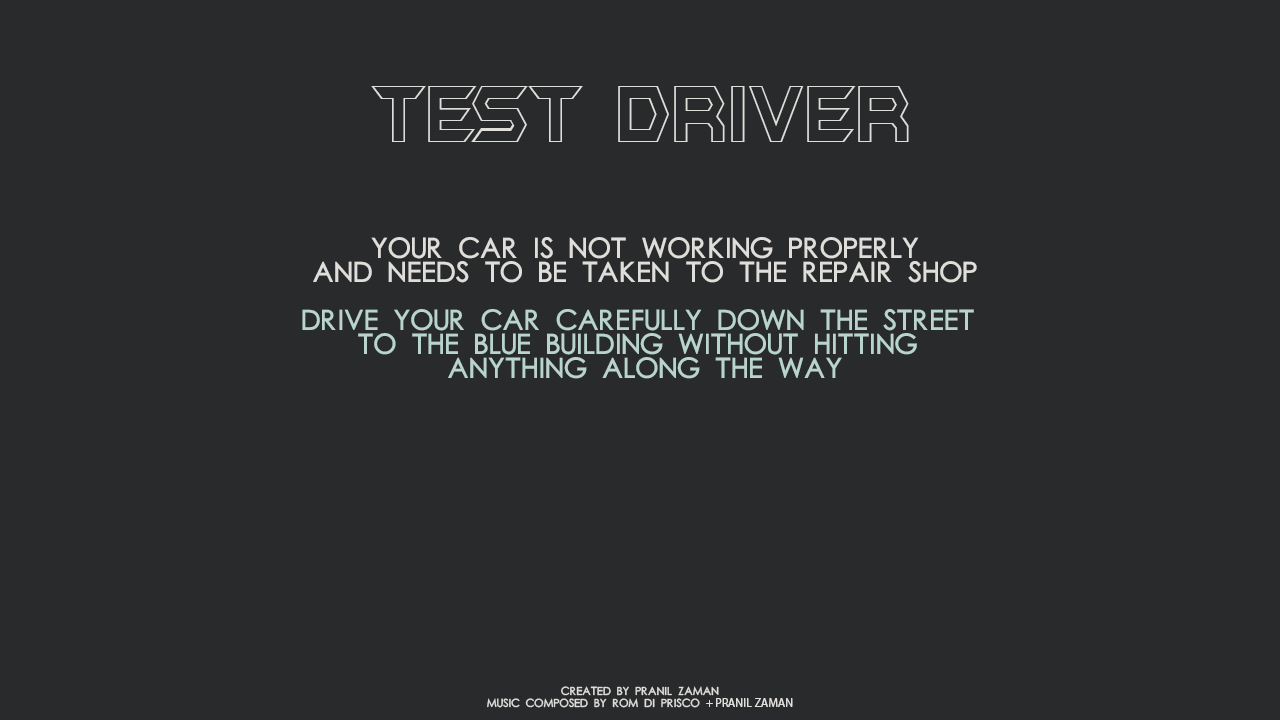 TEST DRIVER
YOUR CAR IS NOT WORKING PROPERLY
AND NEEDS TO BE TAKEN TO THE REPAIR SHOP
DRIVE YOUR CAR CAREFULLY DOWN THE STREET
TO THE BLUE BUILDING WITHOUT HITTING
ANYTHING ALONG THE WAY
CREATED BY PRANIL ZAMAN
MUSIC COMPOSED BY ROM DI PRISCO + PRANIL ZAMAN